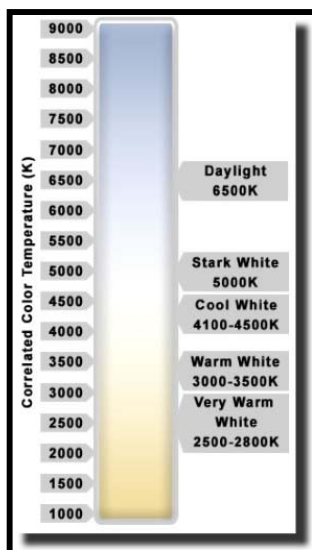 Correlated Color Temperature (K)
9000
8500
8000
7500
7000
6500
6000
5500
5000
4500
4000
3500
3000
2500
2000
1500
1000
Daylight
6500K
Stark White
5000K
Cool White
4100-4500K
Warm White
3000-3500K
Very Warm
White
2500-2800K